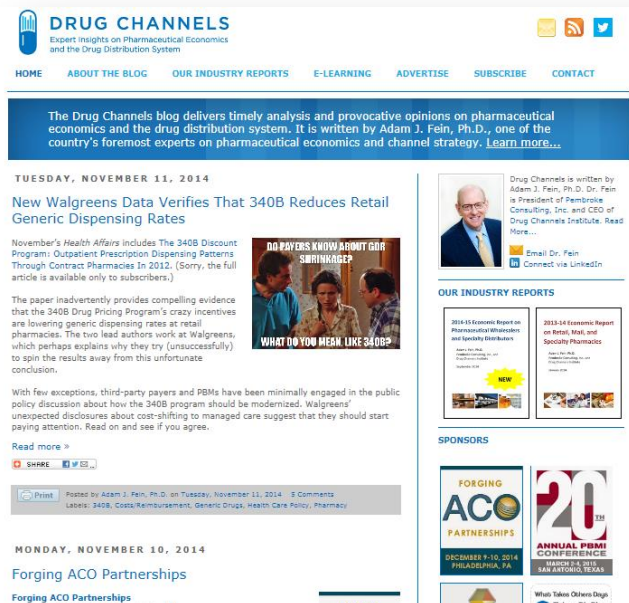 DRUG CHANNELS
Expert Insights on Pharmaceutical Economics
and the Drug Distribution System
HOME ABOUT THE BLOG OUR INDUSTRY REPORTS E-LEARNING ADVERTISE SUBSCRIBE CONTACT
The Drug Channels blog delivers timely analysis and provocative opinions on pharmaceutical
economics and the drug distribution system. It is written by Adam J. Fein, Ph.D., one of the
country's foremost experts on pharmaceutical economics and channel strategy. Learn more...
TUESDAY, NOVEMBER 11, 2014
New Walgreens Data Verifies That 340B Reduces Retail
Generic Dispensing Rates
November's Health Affairs includes The 340B Discount
Program: Outpatient Prescription Dispensing Patterns
Through Contract Pharmacies In 2012. (Sorry, the full
article is available only to subscribers.)
The paper inadvertently provides compelling evidence
that the 340B Drug Pricing Program's crazy incentives
are lowering generic dispensing rates at retail
pharmacies. The two lead authors work at Walgreens,
which perhaps explains why they try (unsuccessfully)
to spin the results away from this unfortunate
conclusion.
DO PAYERS KNOW ABOUT GDR
SHRINKAGE?
WHAT DO YOU MEAN, LIKE 340B?
With few exceptions, third-party payers and PBMs have been minimally engaged in the public
policy discussion about how the 340B program should be modernized. Walgreens'
unexpected disclosures about cost-shifting to managed care suggest that they should start
paying attention. Read on and see if you agree.
Read more »
SHARE
Print
Posted by Adam J. Fein, Ph.D. on Tuesday, November 11, 2014 5 Comments
Labels: 340B, Costs/Reimbursement, Generic Drugs, Health Care Policy, Pharmacy
MONDAY, NOVEMBER 10, 2014
Forging ACO Partnerships
Forging ACO Partnerships
Drug Channels is written by
Adam J. Fein, Ph.D. Dr. Fein
is President of Pembroke
Consulting, Inc. and CEO of
Drug Channels Institute. Read
More...
Email Dr. Fein
Connect via LinkedIn
OUR INDUSTRY REPORTS
2014-15 Economic Report on
Pharmaceutical Wholesalers
and Specialty Distributors
Adam J. Fein, Ph.D.
NEW
2013-14 Economic Report
on Retail, Mail, and
Specialty Pharmacies
Adam J. Fein, Ph.D.
SPONSORS
FORGING
ACO
PARTNERSHIPS
DECEMBER 9-10, 2014
PHILADELPHIA, PA
20TH
ANNUAL PBMI
CONFERENCE
MARCH 2-4, 2015
SAN ANTONIO, TEXAS
What Takes Others Days